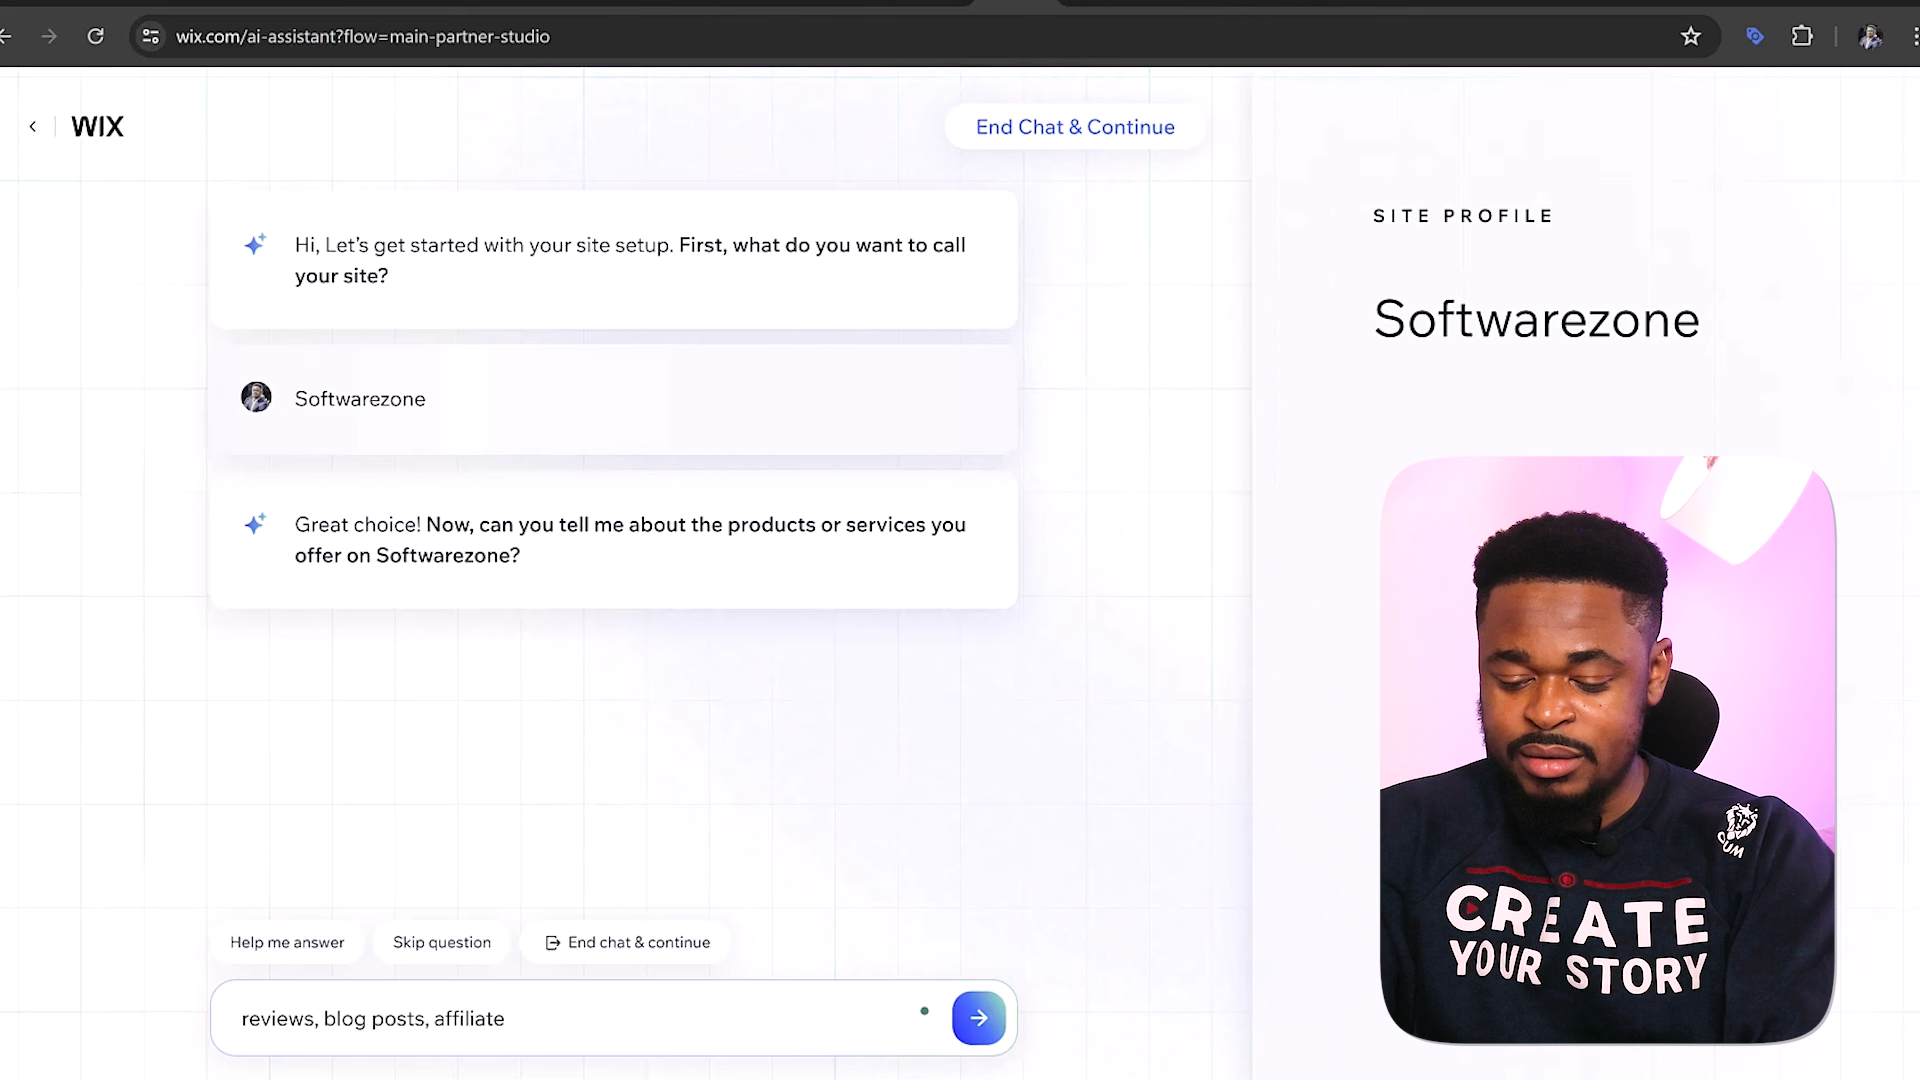 wix.com/ai-assistant?flow=main-partner-studio
WIX
End Chat & Continue
Hi, Let's get started with your site setup. First, what do you want to call
your site?
Softwarezone
Great choice! Now, can you tell me about the products or services you
offer on Softwarezone?
Help me answer
Skip question
End chat & continue
reviews, blog posts, affiliate
SITE PROFILE
Softwarezone
CREATE
YOUR STORY